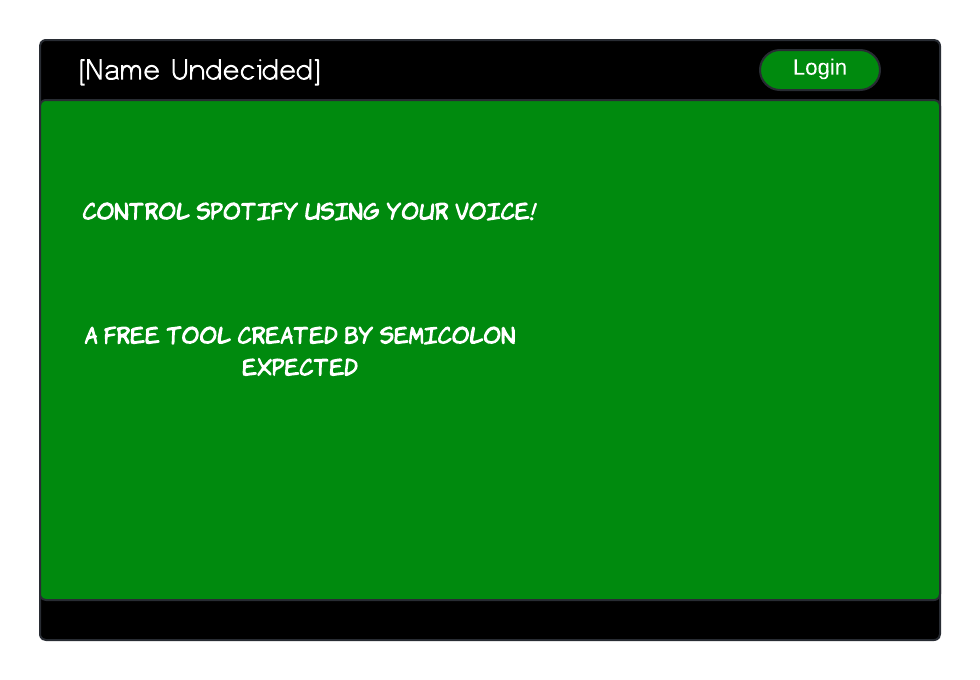 [Name Undecided]
Login
CONTROL SPOTIFY USING YOUR VOICE!
A FREE TOOL CREATED BY SEMICOLON
EXPECTED